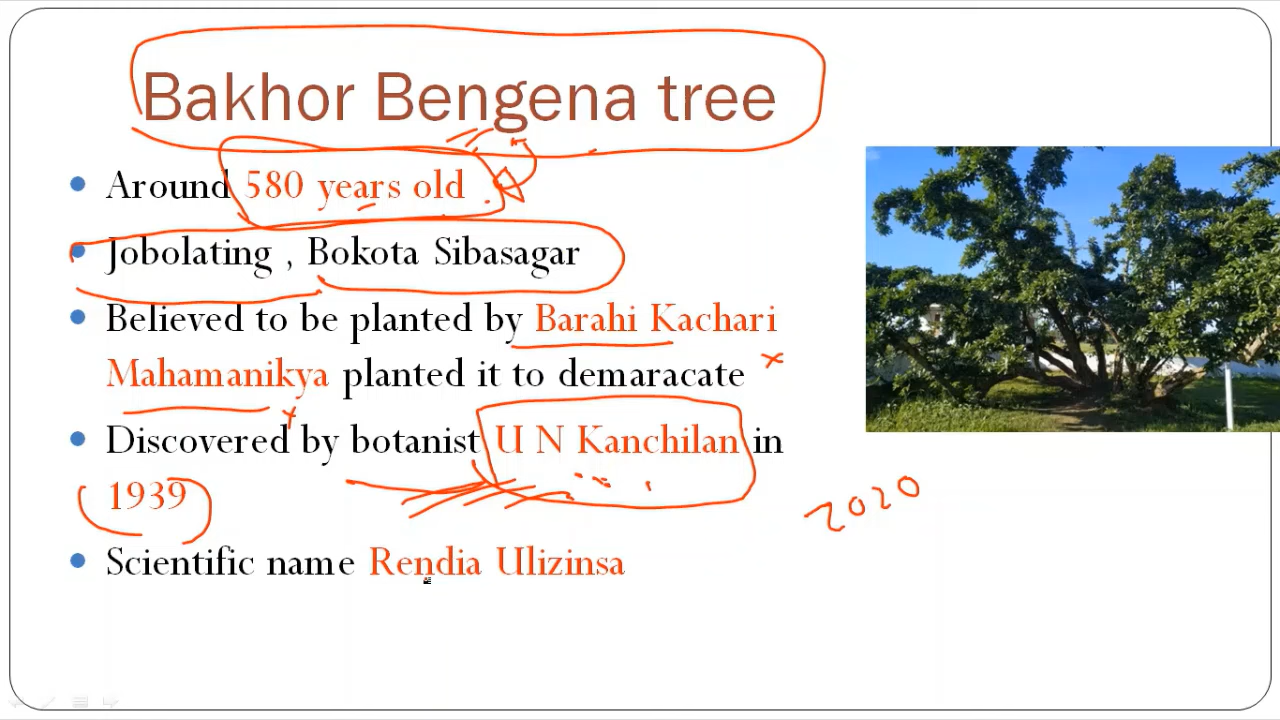 Bakhor Bengena tree
Around 580 years old
Jobolating , Bokota Sibasagar
Believed to be planted by Barahi Kachari
Mahamanikya planted it to demaracate
Discovered by botanist U N Kanchilan in
1939
2020
Scientific name Rendia Ulizinsa